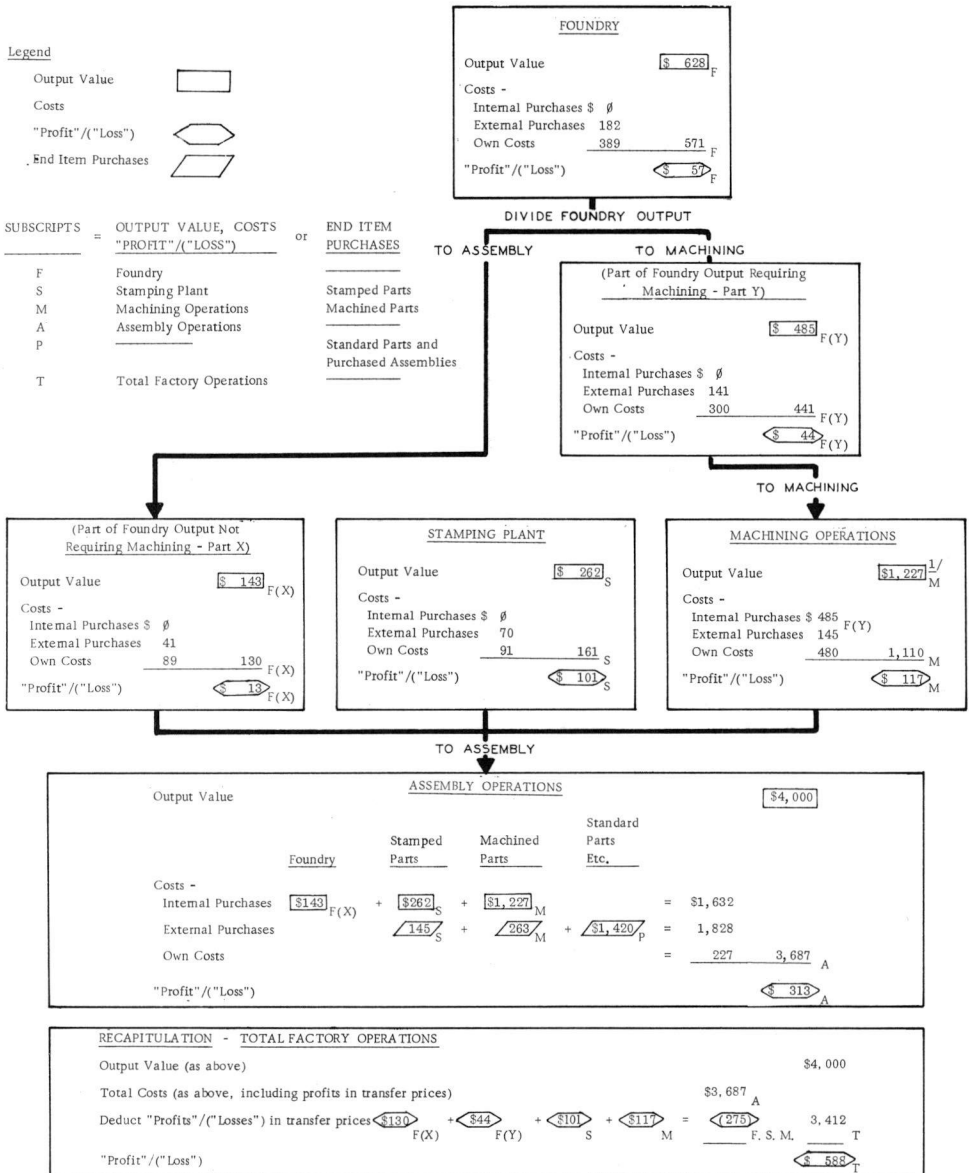 FOUNDRY
Output Value $ 628 F
Costs -
Internal Purchases $ Ø
External Purchases 182
Own Costs 389 571 F
"Profit"/("Loss") $ 57 F
Legend
Output Value
Costs
"Profit"/("Loss")
End Item Purchases
SUBSCRIPTS = OUTPUT VALUE, COSTS or END ITEM
"PROFIT"/("LOSS") PURCHASES
F Foundry
S Stamping Plant Stamped Parts
M Machining Operations Machined Parts
A Assembly Operations
P Standard Parts and
Purchased Assemblies
T Total Factory Operations
DIVIDE FOUNDRY OUTPUT
TO ASSEMBLY TO MACHINING
(Part of Foundry Output Requiring
Machining - Part Y)
Output Value $ 485 F(Y)
Costs -
Internal Purchases $ Ø
External Purchases 141
Own Costs 300 441 F(Y)
"Profit"/("Loss") $ 44 F(Y)
TO MACHINING
(Part of Foundry Output Not
Requiring Machining - Part X)
Output Value $ 143 F(X)
Costs -
Internal Purchases $ Ø
External Purchases 41
Own Costs 89 130 F(X)
"Profit"/("Loss") $ 13 F(X)
STAMPING PLANT
Output Value $ 262 S
Costs -
Internal Purchases $ Ø
External Purchases 70
Own Costs 91 161 S
"Profit"/("Loss") $ 101 S
MACHINING OPERATIONS
Output Value $1,227 1/ M
Costs -
Internal Purchases $ 485 F(Y)
External Purchases 145
Own Costs 480 1,110 M
"Profit"/("Loss") $ 117 M
TO ASSEMBLY
ASSEMBLY OPERATIONS
Output Value $4,000
Standard
Stamped Machined Parts
Foundry Parts Parts Etc.
Costs -
Internal Purchases $143 F(X) + $262 S + $1,227 M = $1,632
External Purchases 145 S + 263 M + $1,420 P = 1,828
Own Costs = 227 3,687 A
"Profit"/("Loss") $ 313 A
RECAPITULATION - TOTAL FACTORY OPERATIONS
Output Value (as above) $4,000
Total Costs (as above, including profits in transfer prices) $3,687 A
Deduct "Profits"/("Losses") in transfer prices $130 F(X) + $44 F(Y) + $101 S + $117 M = (275) F. S. M. 3,412 T
"Profit"/("Loss") $ 588 T